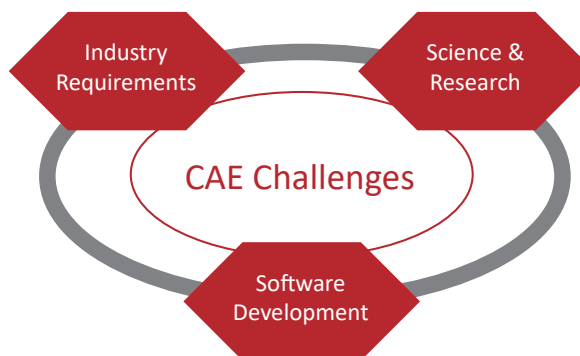 Industry
Requirements
Science &
Research
CAE Challenges
Software
Development